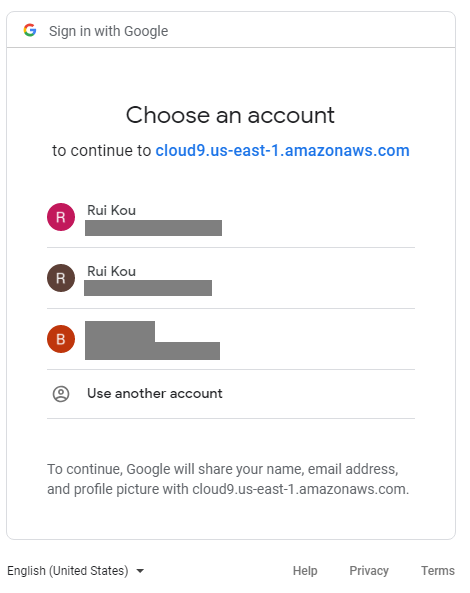 Sign in with Google
Choose an account
to continue to cloud9.us-east-1.amazonaws.com
R
Rui Kou
R
Rui Kou
B
Use another account
To continue, Google will share your name, email address,
and profile picture with cloud9.us-east-1.amazonaws.com.
English (United States) Help Privacy Terms